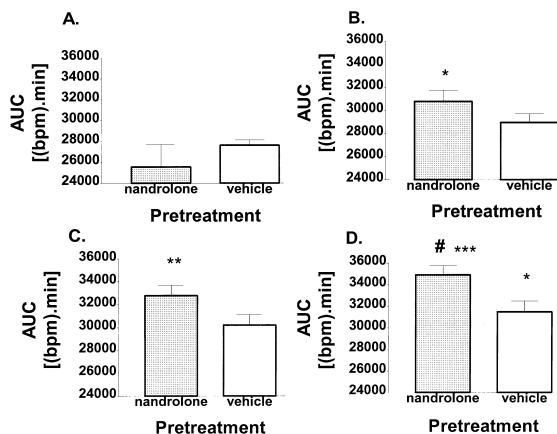 A.
AUC
[(bpm).min]
36000
34000
32000
30000
28000
26000
24000
nandrolone vehicle
Pretreatment
B.
AUC
[(bpm).min]
36000
34000
32000
30000
28000
26000
24000
*
nandrolone vehicle
Pretreatment
C.
AUC
[(bpm).min]
36000
34000
32000
30000
28000
26000
24000
**
nandrolone vehicle
Pretreatment
D.
AUC
[(bpm).min]
36000
34000
32000
30000
28000
26000
24000
# ***
*
nandrolone vehicle
Pretreatment